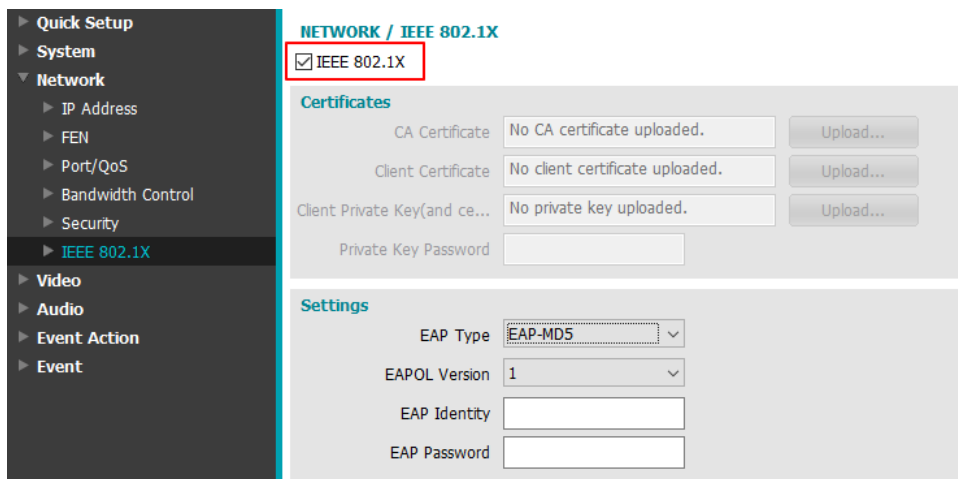 Quick Setup
System
Network
IP Address
FEN
Port/QoS
Bandwidth Control
Security
IEEE 802.1X
Video
Audio
Event Action
Event
NETWORK / IEEE 802.1X
IEEE 802.1X
Certificates
CA Certificate No CA certificate uploaded. Upload...
Client Certificate No client certificate uploaded. Upload...
Client Private Key(and ce... No private key uploaded. Upload...
Private Key Password
Settings
EAP Type EAP-MD5
EAPOL Version 1
EAP Identity
EAP Password